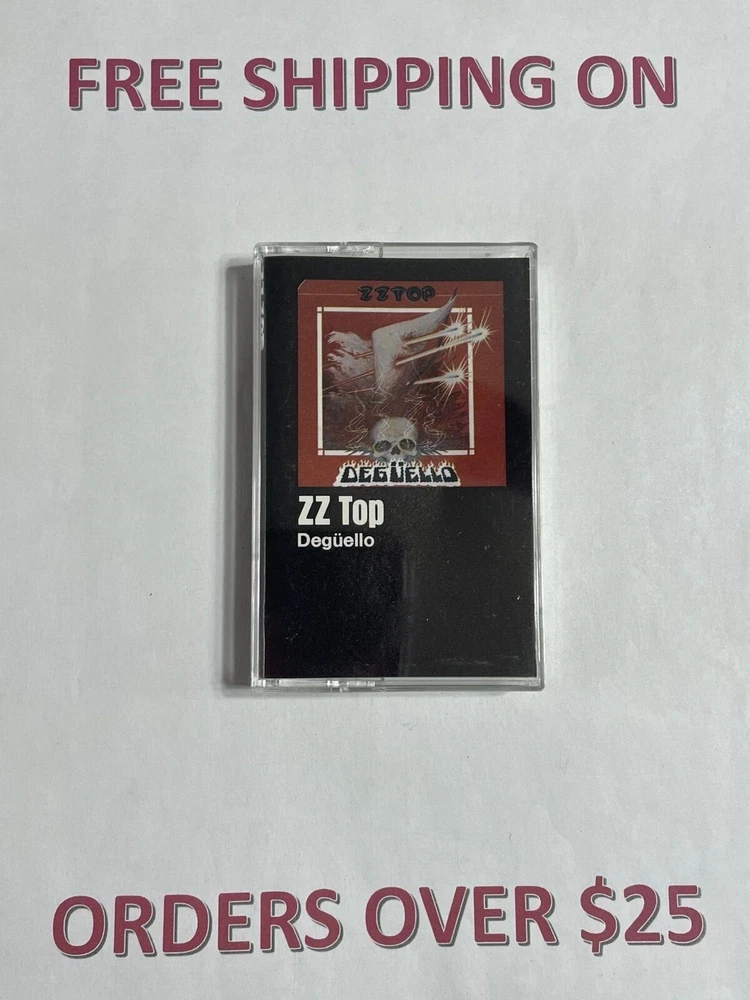 FREE SHIPPING ON
ZZ TOP
DEGÜELLO
ZZ Top
Degüello
ORDERS OVER $25